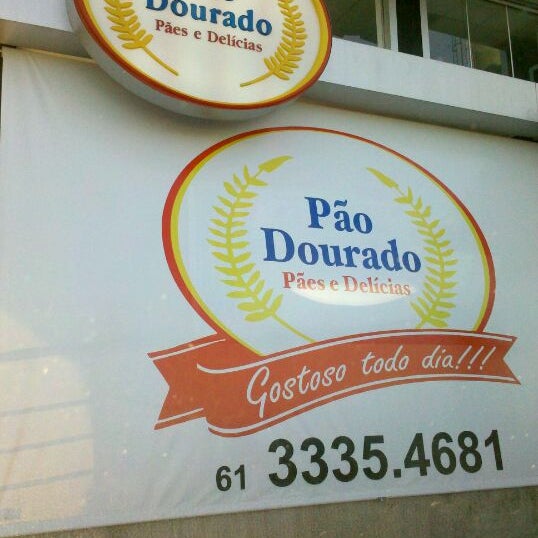 Dourado
Pães e Delícias
Pão
Dourado
Pães e Delícias
Gostoso todo dia!!!
61 3335.4681